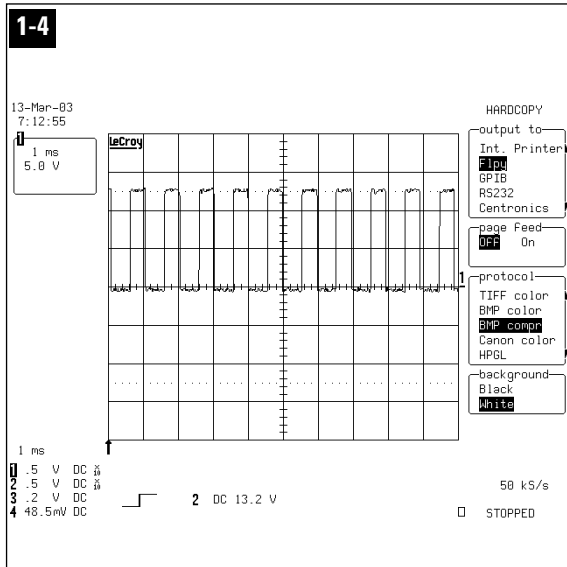 1-4
13-Mar-03
7:12:55
1
1 ms
5.0 V
LeCroy
1
HARDCOPY
output to
Int. Printer
Flpy
GPIB
RS232
Centronics
page feed
Off On
protocol
TIFF color
BMP color
BMP compr
Canon color
HPGL
background
Black
White
1 ms
1 .5 V DC X10
2 .5 V DC X10
3 .2 V DC
4 48.5mV DC
2 DC 13.2 V
50 kS/s
STOPPED